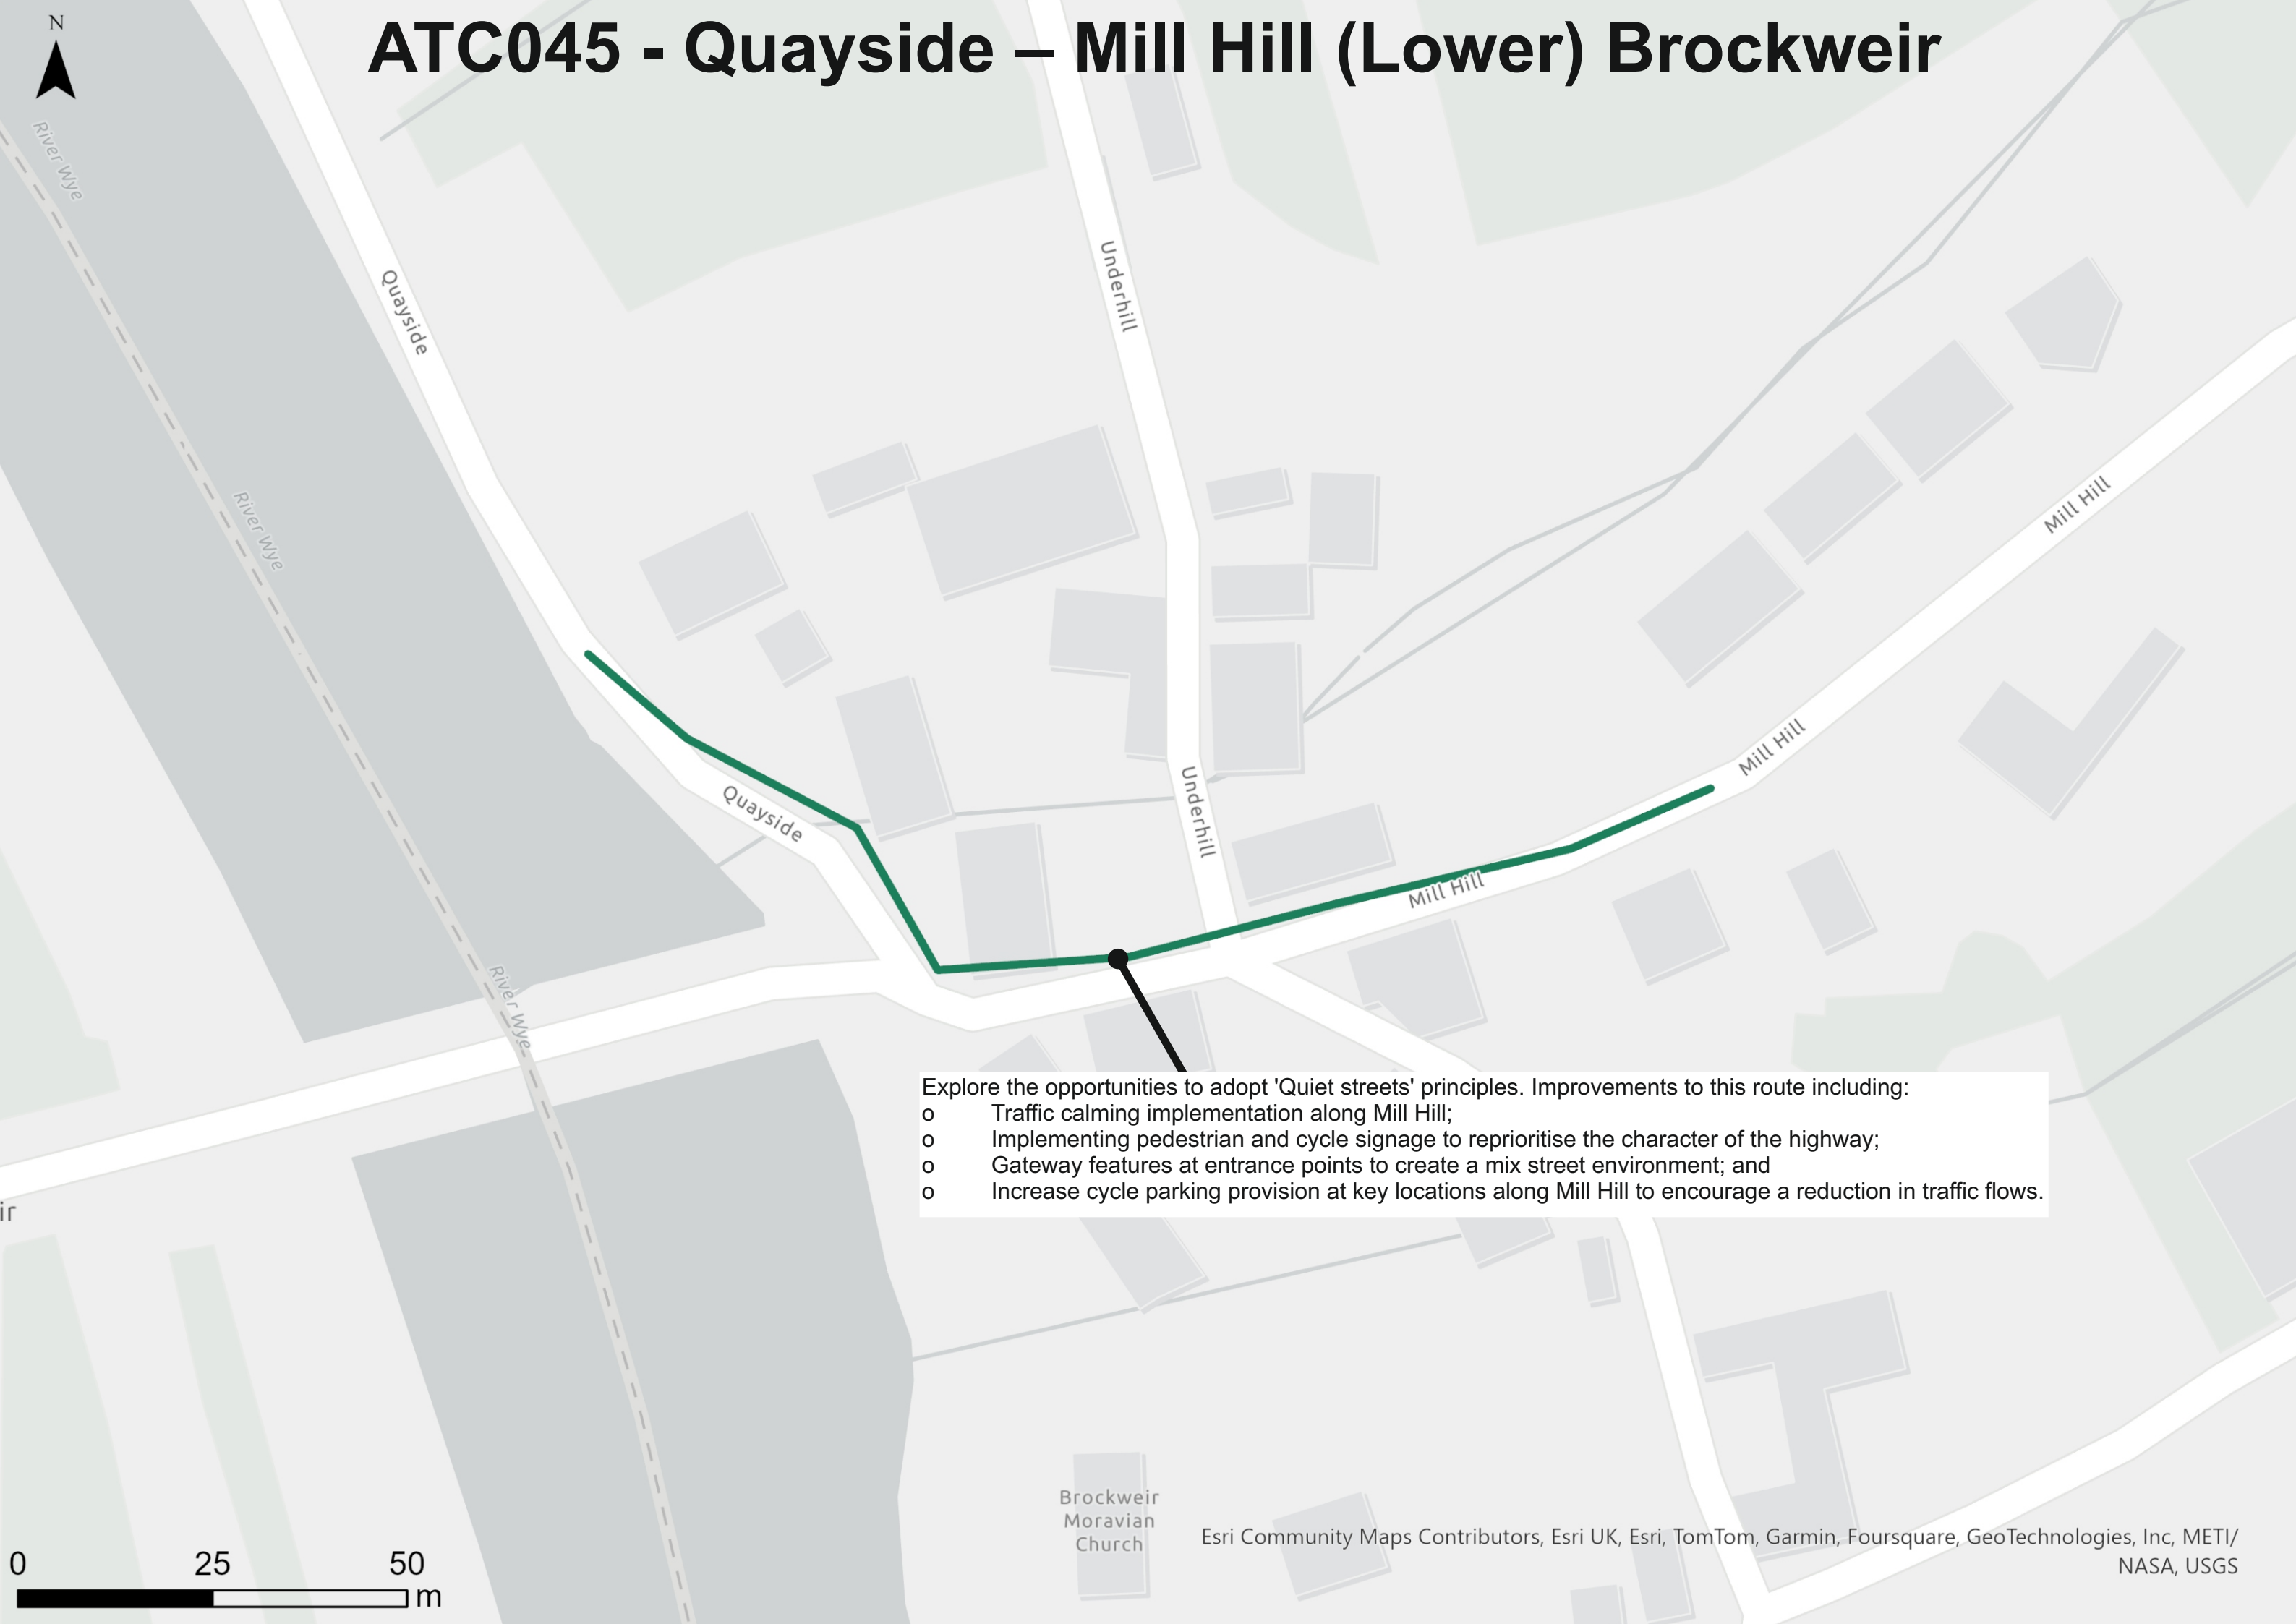 N
ATC045 - Quayside – Mill Hill (Lower) Brockweir
River Wye
Quayside
Underhill
River Wye
Mill Hill
Mill Hill
Quayside
Underhill
Mill Hill
River Wye
Explore the opportunities to adopt 'Quiet streets' principles. Improvements to this route including:
o Traffic calming implementation along Mill Hill;
o Implementing pedestrian and cycle signage to reprioritise the character of the highway;
o Gateway features at entrance points to create a mix street environment; and
o Increase cycle parking provision at key locations along Mill Hill to encourage a reduction in traffic flows.
ir
Brockweir
Moravian
Church
Esri Community Maps Contributors, Esri UK, Esri, TomTom, Garmin, Foursquare, GeoTechnologies, Inc, METI/
NASA, USGS
0 25 50
m